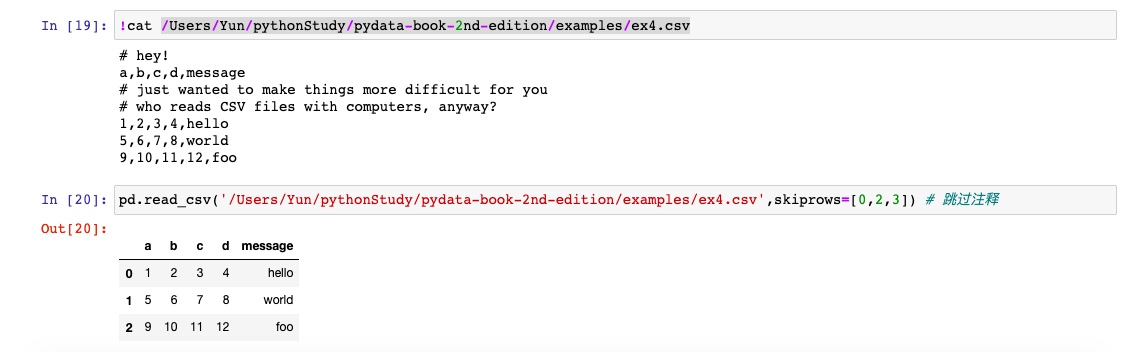 In [19]: !cat /Users/Yun/pythonStudy/pydata-book-2nd-edition/examples/ex4.csv
# hey!
a,b,c,d,message
# just wanted to make things more difficult for you
# who reads CSV files with computers, anyway?
1,2,3,4,hello
5,6,7,8,world
9,10,11,12,foo
In [20]: pd.read_csv('/Users/Yun/pythonStudy/pydata-book-2nd-edition/examples/ex4.csv',skiprows=[0,2,3]) # 跳过注释
Out[20]:
a b c d message
0 1 2 3 4 hello
1 5 6 7 8 world
2 9 10 11 12 foo